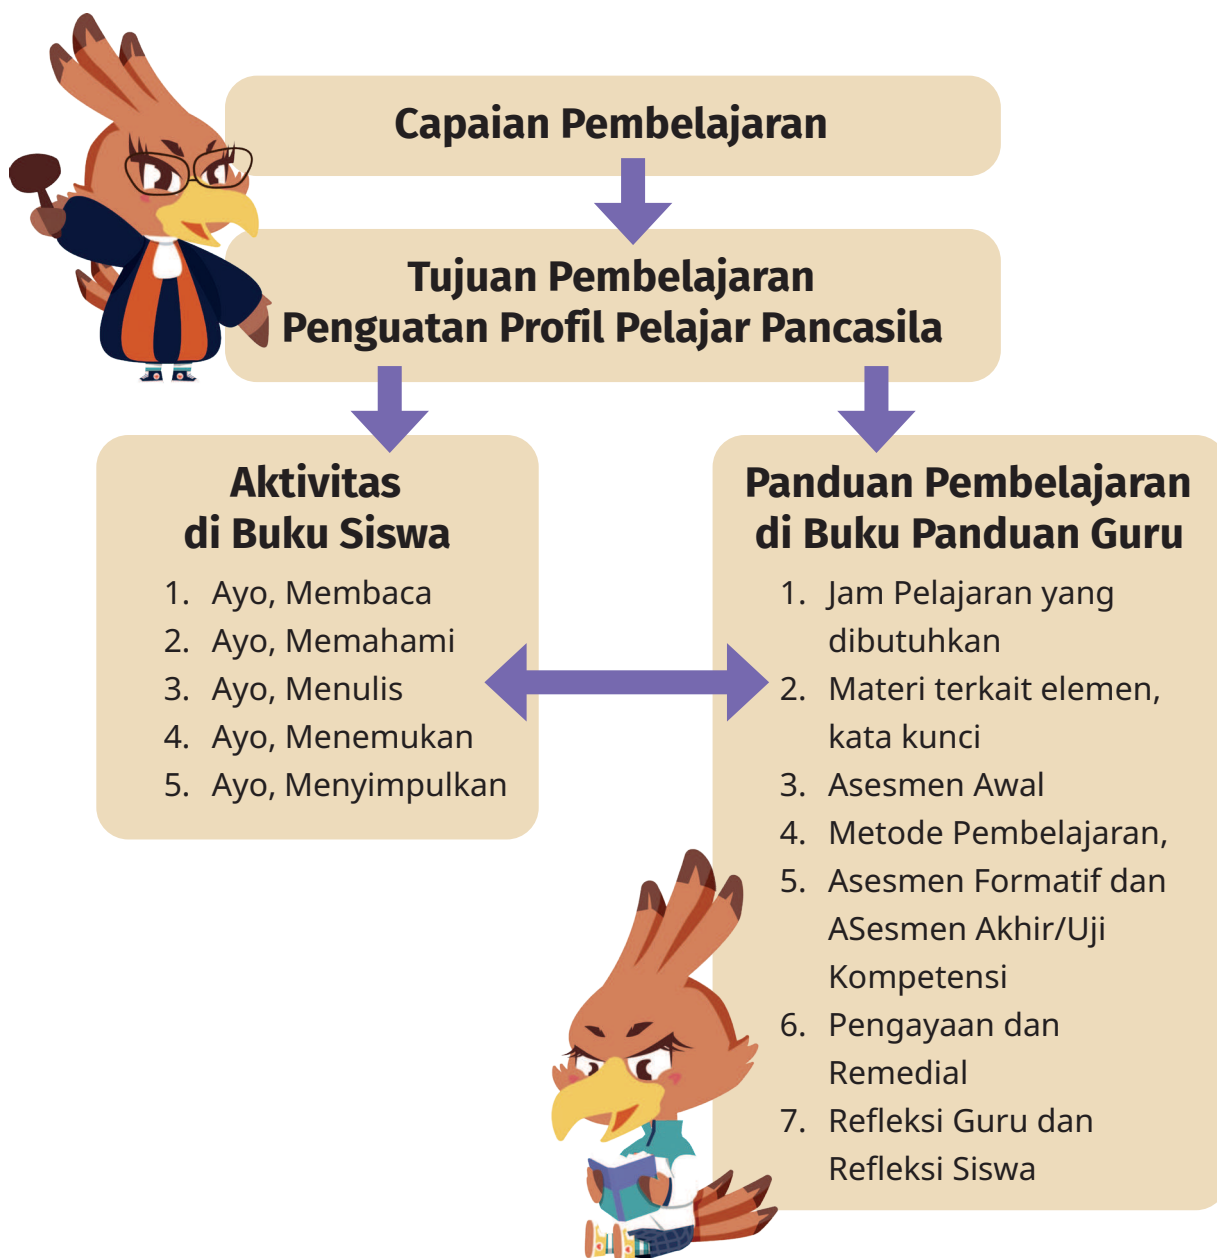 Capaian Pembelajaran
Tujuan Pembelajaran
Penguatan Profil Pelajar Pancasila
Aktivitas
di Buku Siswa
1. Ayo, Membaca
2. Ayo, Memahami
3. Ayo, Menulis
4. Ayo, Menemukan
5. Ayo, Menyimpulkan
Panduan Pembelajaran
di Buku Panduan Guru
1. Jam Pelajaran yang
dibutuhkan
2. Materi terkait elemen,
kata kunci
3. Asesmen Awal
4. Metode Pembelajaran,
5. Asesmen Formatif dan
ASesmen Akhir/Uji
Kompetensi
6. Pengayaan dan
Remedial
7. Refleksi Guru dan
Refleksi Siswa